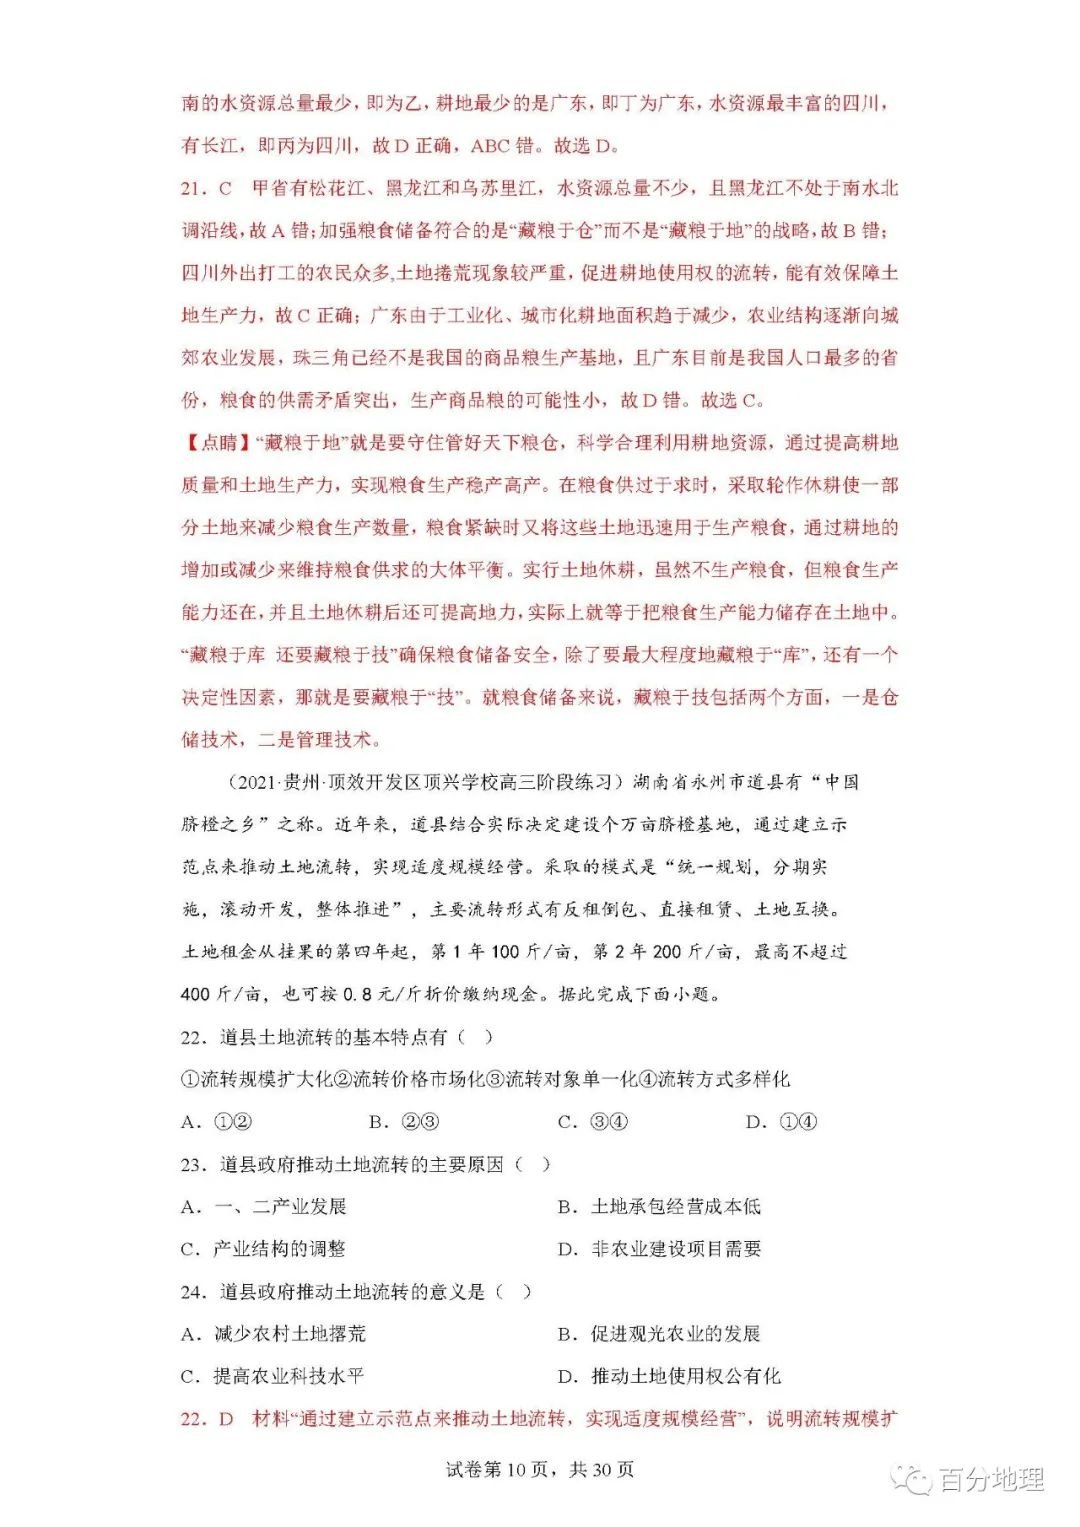 南的水资源总量最少，即为乙，耕地最少的是广东，即丁为广东，水资源最丰富的四川，
有长江，即丙为四川，故 D 正确，ABC 错。故选 D。
21．C 甲省有松花江、黑龙江和乌苏里江，水资源总量不少，且黑龙江不处于南水北
调沿线,故 A 错;加强粮食储备符合的是“藏粮于仓”而不是“藏粮于地”的战略,故 B 错；
四川外出打工的农民众多,土地捲荒现象较严重，促进耕地使用权的流转，能有效保障土
地生产力，故 C 正确；广东由于工业化、城市化耕地面积趋于减少，农业结构逐渐向城
郊农业发展，珠三角已经不是我国的商品粮生产基地，且广东目前是我国人口最多的省
份，粮食的供需矛盾突出，生产商品粮的可能性小，故 D 错。故选 C。
【点睛】“藏粮于地”就是要守住管好天下粮仓，科学合理利用耕地资源，通过提高耕地
质量和土地生产力，实现粮食生产稳产高产。在粮食供过于求时，采取轮作休耕使一部
分土地来减少粮食生产数量，粮食紧缺时又将这些土地迅速用于生产粮食，通过耕地的
增加或减少来维持粮食供求的大体平衡。实行土地休耕，虽然不生产粮食，但粮食生产
能力还在，并且土地休耕后还可提高地力，实际上就等于把粮食生产能力储存在土地中。
“藏粮于库 还要藏粮于技”确保粮食储备安全，除了要最大程度地藏粮于“库”，还有一个
决定性因素，那就是要藏粮于“技”。就粮食储备来说，藏粮于技包括两个方面，一是仓
储技术，二是管理技术。
（2021·贵州·顶效开发区顶兴学校高三阶段练习）湖南省永州市道县有“中国
脐橙之乡”之称。近年来，道县结合实际决定建设个万亩脐橙基地，通过建立示
范点来推动土地流转，实现适度规模经营。采取的模式是“统一规划，分期实
施，滚动开发，整体推进”，主要流转形式有反租倒包、直接租赁、土地互换。
土地租金从挂果的第四年起，第 1 年 100 斤/亩，第 2 年 200 斤/亩，最高不超过
400 斤/亩，也可按 0.8 元/斤折价缴纳现金。据此完成下面小题。
22．道县土地流转的基本特点有（ ）
①流转规模扩大化②流转价格市场化③流转对象单一化④流转方式多样化
A．①② B．②③ C．③④ D．①④
23．道县政府推动土地流转的主要原因（ ）
A．一、二产业发展 B．土地承包经营成本低
C．产业结构的调整 D．非农业建设项目需要
24．道县政府推动土地流转的意义是（ ）
A．减少农村土地撂荒 B．促进观光农业的发展
C．提高农业科技水平 D．推动土地使用权公有化
22．D 材料“通过建立示范点来推动土地流转，实现适度规模经营”，说明流转规模扩
试卷第 10 页，共 30 页
百分地理